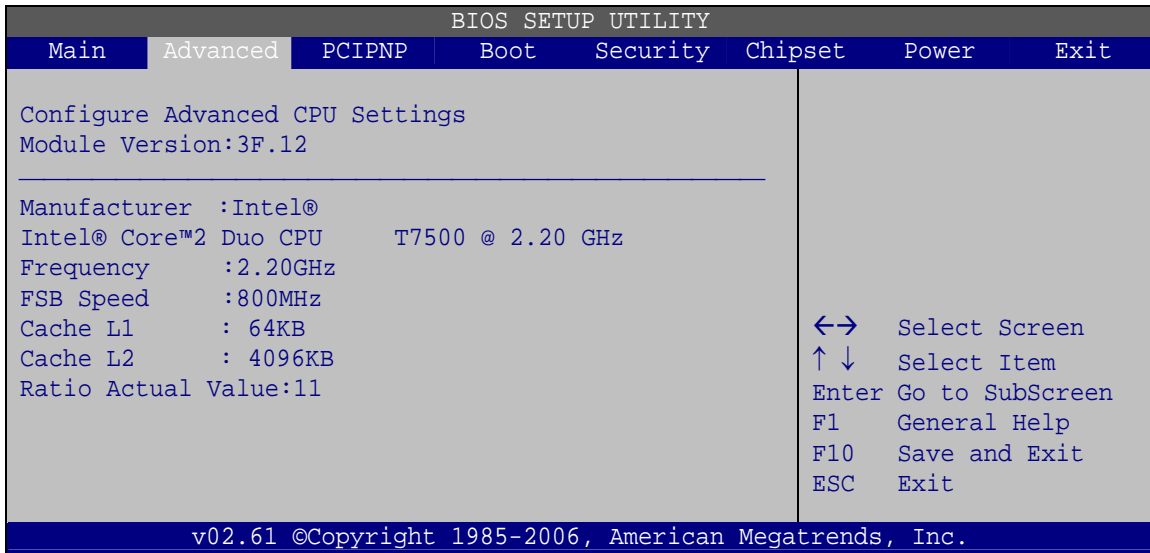 BIOS SETUP UTILITY
Main Advanced PCIPNP Boot Security Chipset Power Exit
Configure Advanced CPU Settings
Module Version:3F.12
Manufacturer :Intel®
Intel® Core™2 Duo CPU T7500 @ 2.20 GHz
Frequency :2.20GHz
FSB Speed :800MHz
Cache L1 : 64KB
Cache L2 : 4096KB
Ratio Actual Value:11
←→ Select Screen
↑ ↓ Select Item
Enter Go to SubScreen
F1 General Help
F10 Save and Exit
ESC Exit
v02.61 ©Copyright 1985-2006, American Megatrends, Inc.